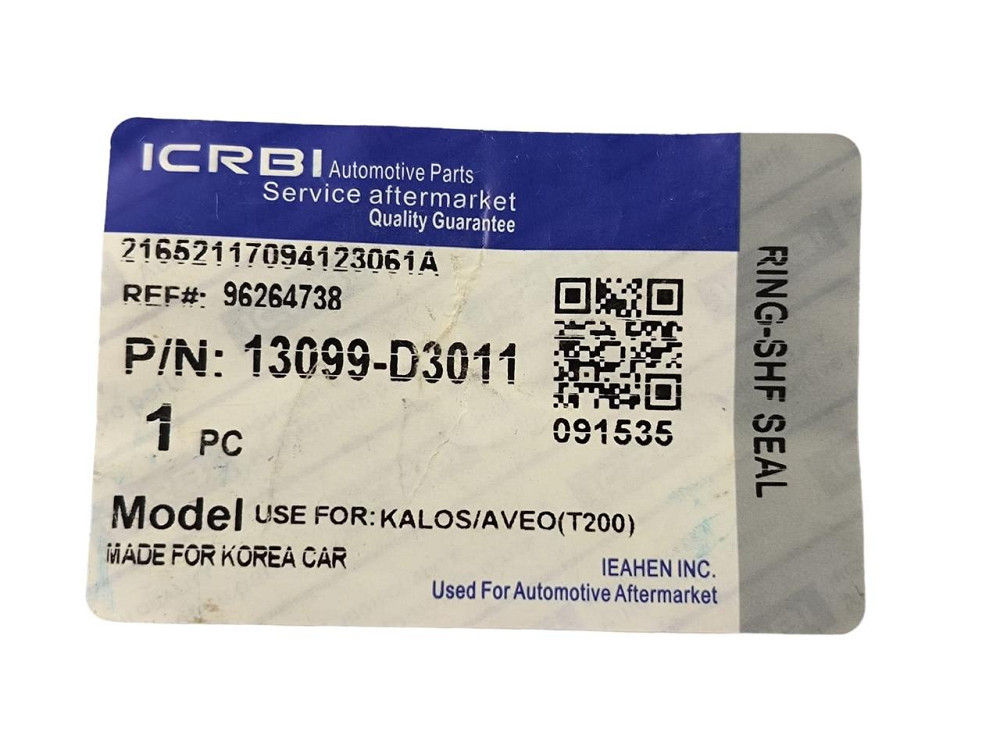 ICRBI Automotive Parts
Service aftermarket
Quality Guarantee
21652117094123061A
REF#: 96264738
P/N: 13099-D3011
1 PC
091535
Model USE FOR: KALOS/AVEO(T200)
MADE FOR KOREA CAR
IEAHEN INC.
Used For Automotive Aftermarket
RING-SHF SEAL